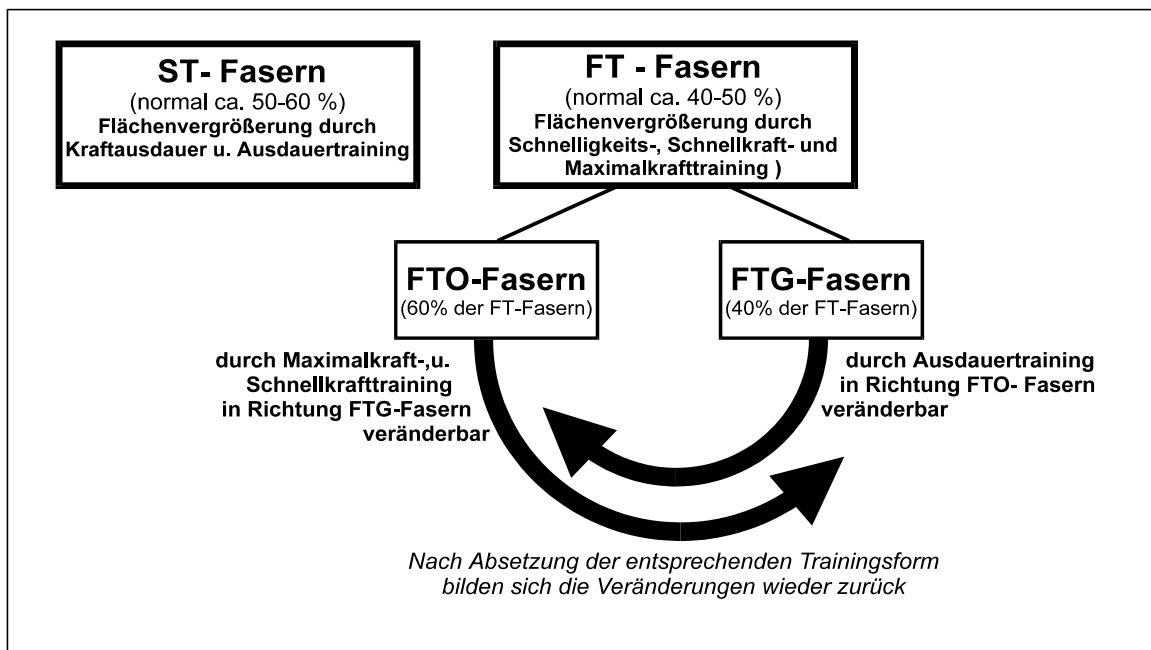 ST- Fasern
(normal ca. 50-60 %)
Flächenvergrößerung durch
Kraftausdauer u. Ausdauertraining
FT - Fasern
(normal ca. 40-50 %)
Flächenvergrößerung durch
Schnelligkeits-, Schnellkraft- und
Maximalkrafttraining )
FTO-Fasern
(60% der FT-Fasern)
FTG-Fasern
(40% der FT-Fasern)
durch Maximalkraft-,u.
Schnellkrafttraining
in Richtung FTG-Fasern
veränderbar
durch Ausdauertraining
in Richtung FTO- Fasern
veränderbar
Nach Absetzung der entsprechenden Trainingsform
bilden sich die Veränderungen wieder zurück